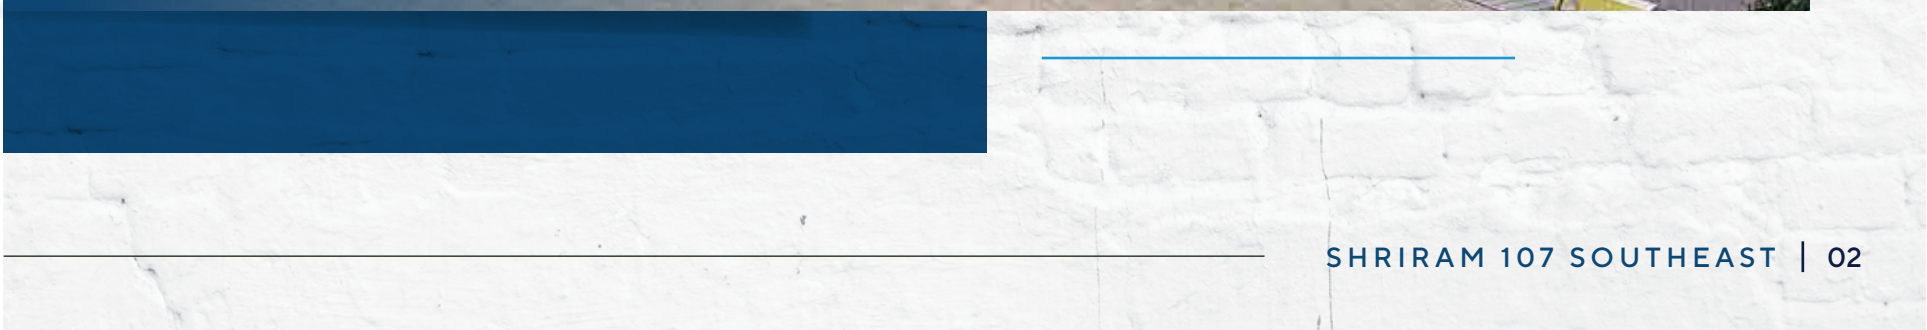 SHRIRAM 107 SOUTHEAST | 02